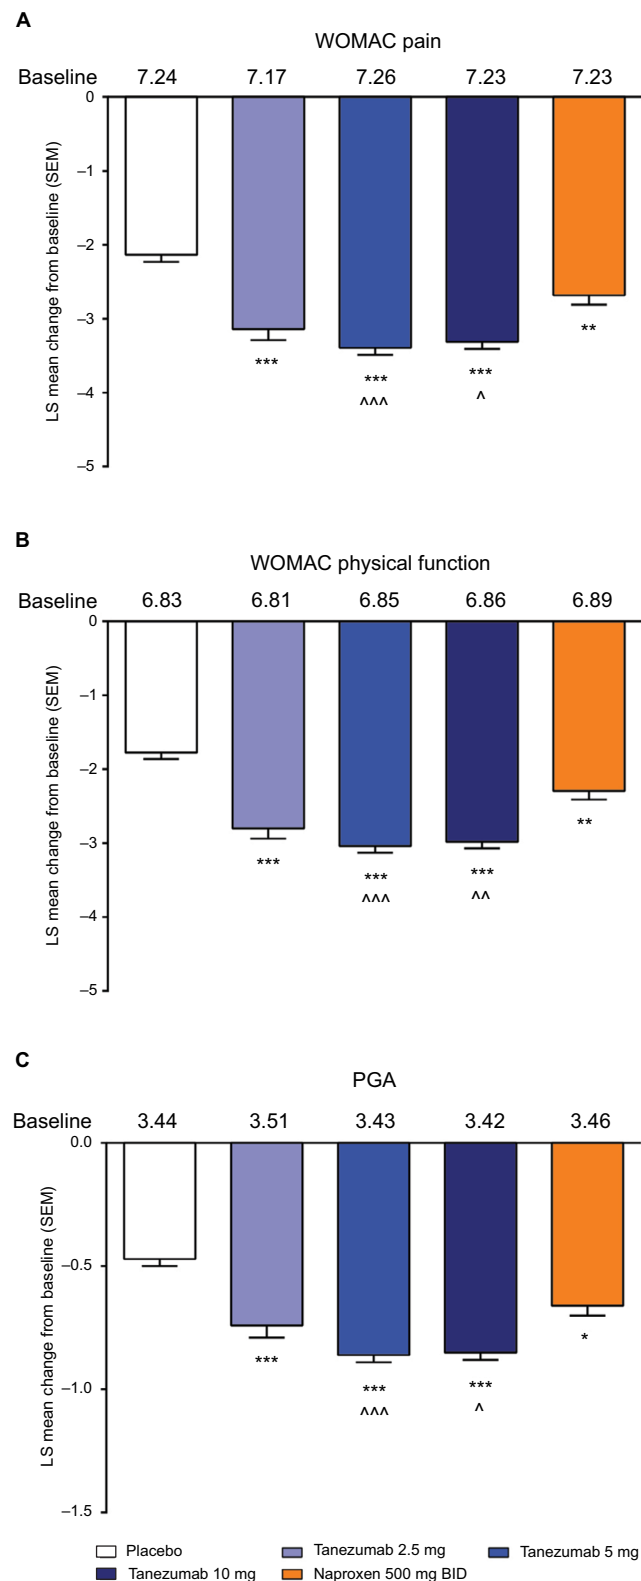 A
WOMAC pain
Baseline 7.24 7.17 7.26 7.23 7.23
LS mean change from baseline (SEM)
0
–1
–2
–3
–4
–5
*** *** *** **
^^^ ^
B
WOMAC physical function
Baseline 6.83 6.81 6.85 6.86 6.89
LS mean change from baseline (SEM)
0
–1
–2
–3
–4
–5
*** *** *** **
^^^ ^^
C
PGA
Baseline 3.44 3.51 3.43 3.42 3.46
LS mean change from baseline (SEM)
0.0
–0.5
–1.0
–1.5
*** *** *** *
^^^ ^
Placebo Tanezumab 2.5 mg Tanezumab 5 mg
Tanezumab 10 mg Naproxen 500 mg BID